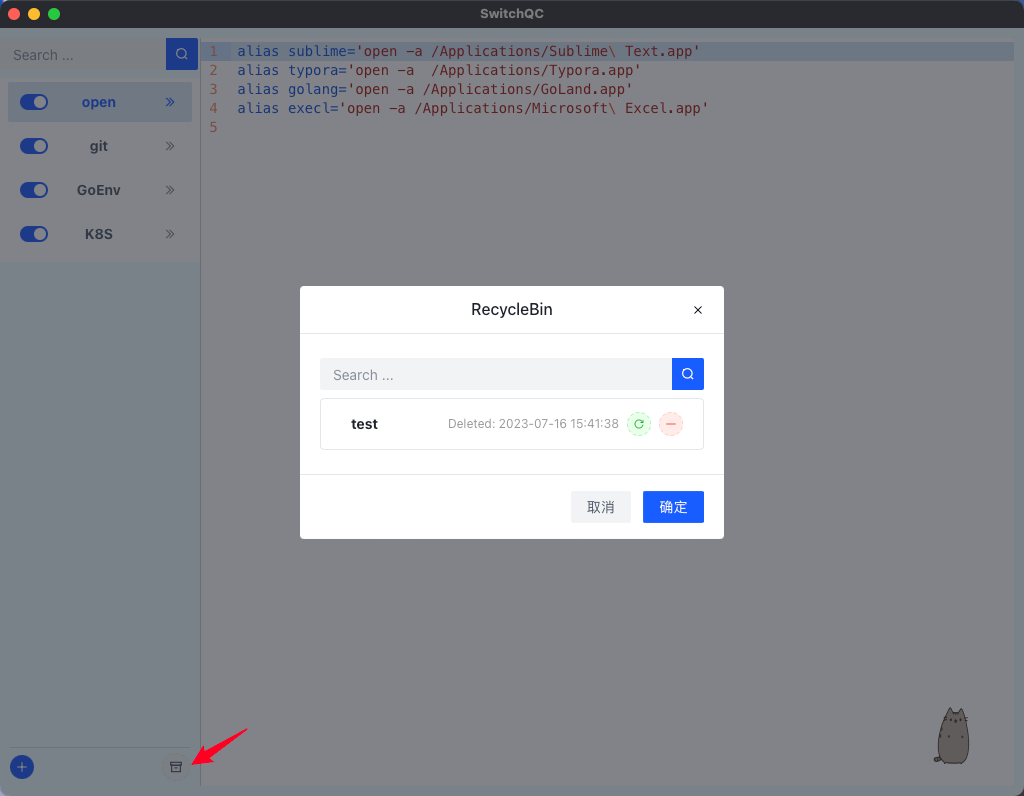 SwitchQC
Search ...
open
git
GoEnv
K8S
1 alias sublime='open -a /Applications/Sublime\ Text.app'
2 alias typora='open -a  /Applications/Typora.app'
3 alias golang='open -a /Applications/GoLand.app'
4 alias execl='open -a /Applications/Microsoft\ Excel.app'
5
RecycleBin
Search ...
test Deleted: 2023-07-16 15:41:38
取消 确定